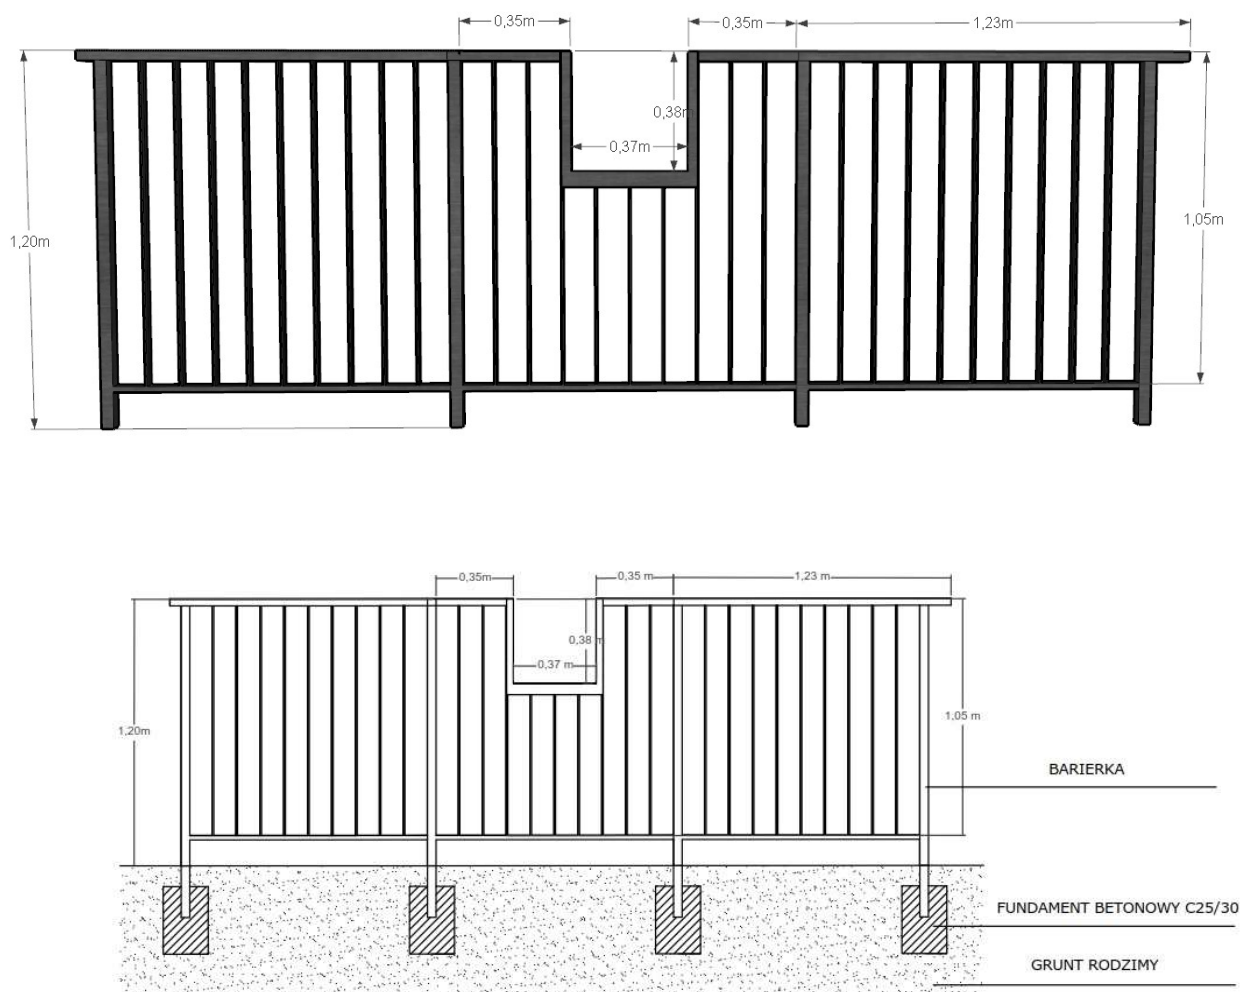 0,35m
0,35m
1,23m
0,38m
0,37m
1,20m
1,05m
0,35m
0,35 m
1,23 m
0,38 m
0,37 m
1,20m
1,05 m
BARIERKA
FUNDAMENT BETONOWY C25/30
GRUNT RODZIMY